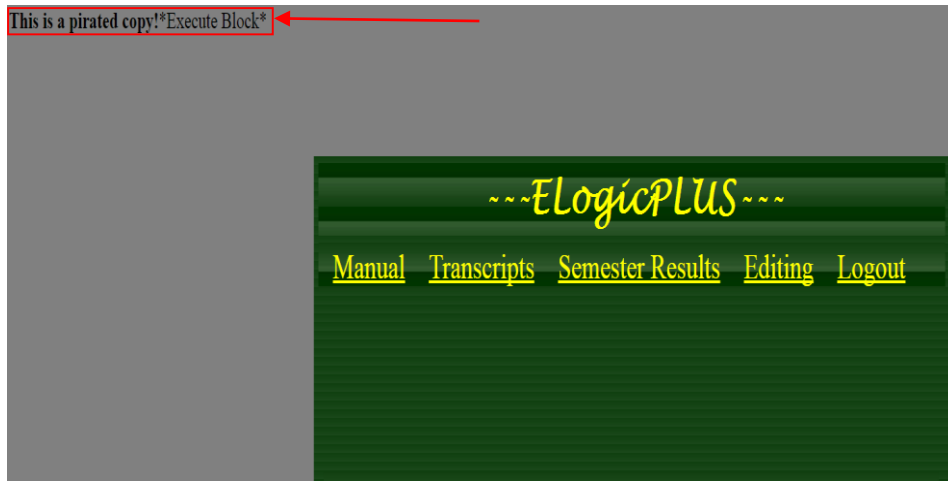 This is a pirated copy!*Execute Block*
~~~ELogicPLUS~~~
Manual Transcripts Semester Results Editing Logout